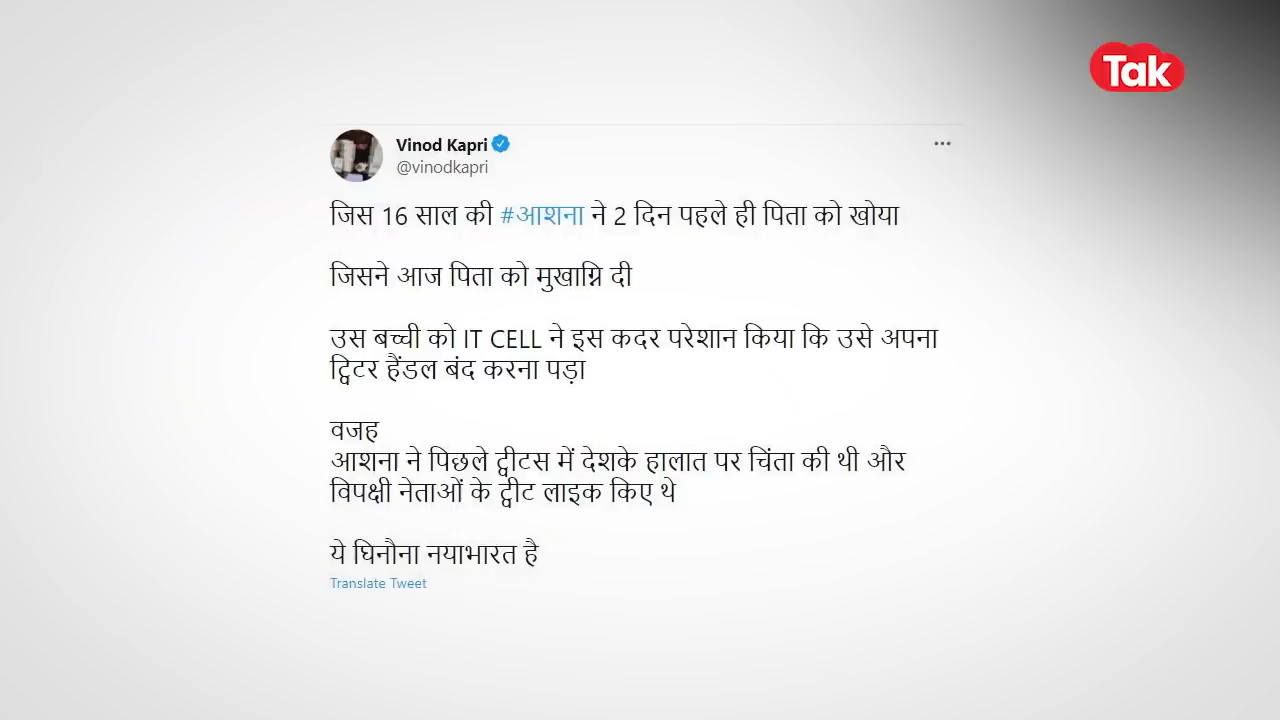 Tak
Vinod Kapri
@vinodkapri
जिस 16 साल की #आशना ने 2 दिन पहले ही पिता को खोया
जिसने आज पिता को मुखाग्नि दी
उस बच्ची को IT CELL ने इस कदर परेशान किया कि उसे अपना
ट्विटर हैंडल बंद करना पड़ा
वजह
आशना ने पिछले ट्वीटस में देशके हालात पर चिंता की थी और
विपक्षी नेताओं के ट्वीट लाइक किए थे
ये घिनौना नयाभारत है
Translate Tweet